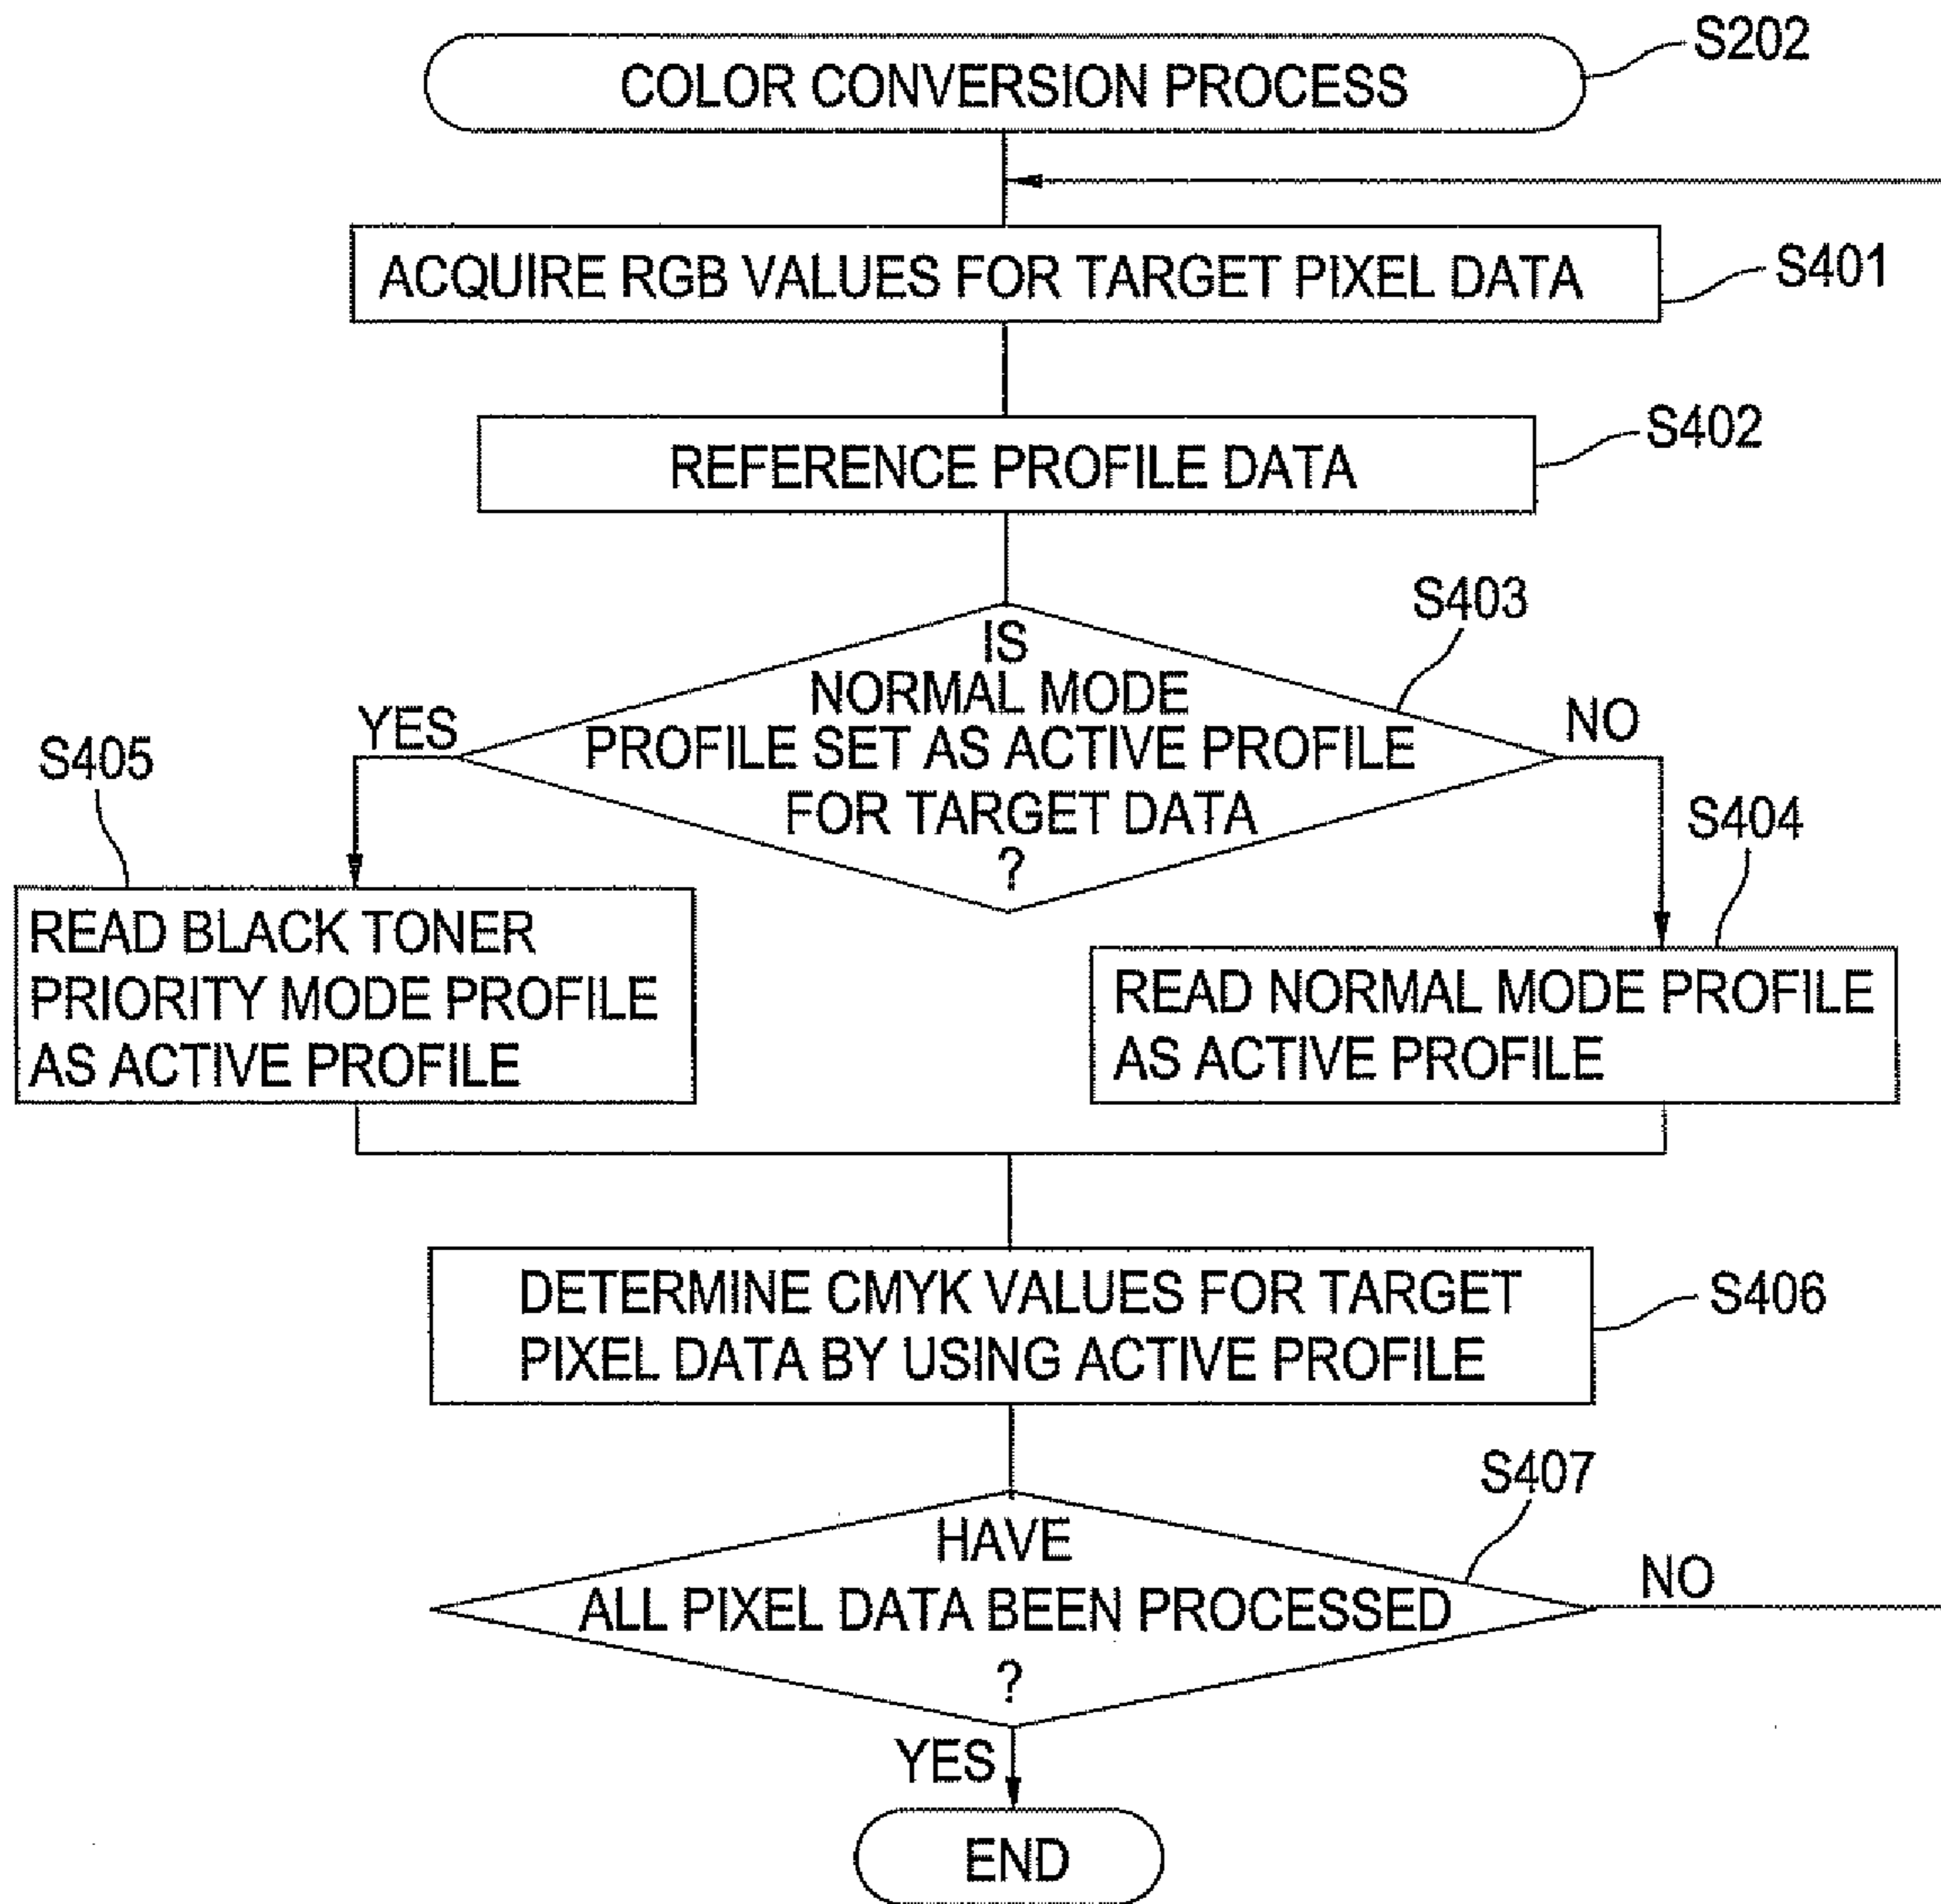 COLOR CONVERSION PROCESS
S202
ACQUIRE RGB VALUES FOR TARGET PIXEL DATA
S401
REFERENCE PROFILE DATA
S402
S403
IS
NORMAL MODE
PROFILE SET AS ACTIVE PROFILE
FOR TARGET DATA
?
YES
NO
S405
S404
READ BLACK TONER
PRIORITY MODE PROFILE
AS ACTIVE PROFILE
READ NORMAL MODE PROFILE
AS ACTIVE PROFILE
DETERMINE CMYK VALUES FOR TARGET
PIXEL DATA BY USING ACTIVE PROFILE
S406
S407
HAVE
ALL PIXEL DATA BEEN PROCESSED
?
NO
YES
END